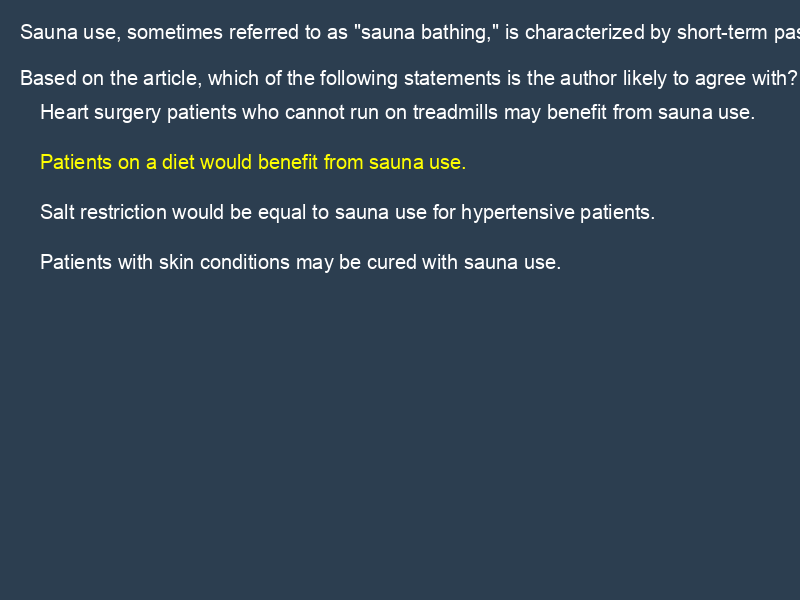 Sauna use, sometimes referred to as "sauna bathing," is characterized by short-term
Based on the article, which of the following statements is the author likely to agree with?
Heart surgery patients who cannot run on treadmills may benefit from sauna use.
Patients on a diet would benefit from sauna use.
Salt restriction would be equal to sauna use for hypertensive patients.
Patients with skin conditions may be cured with sauna use.